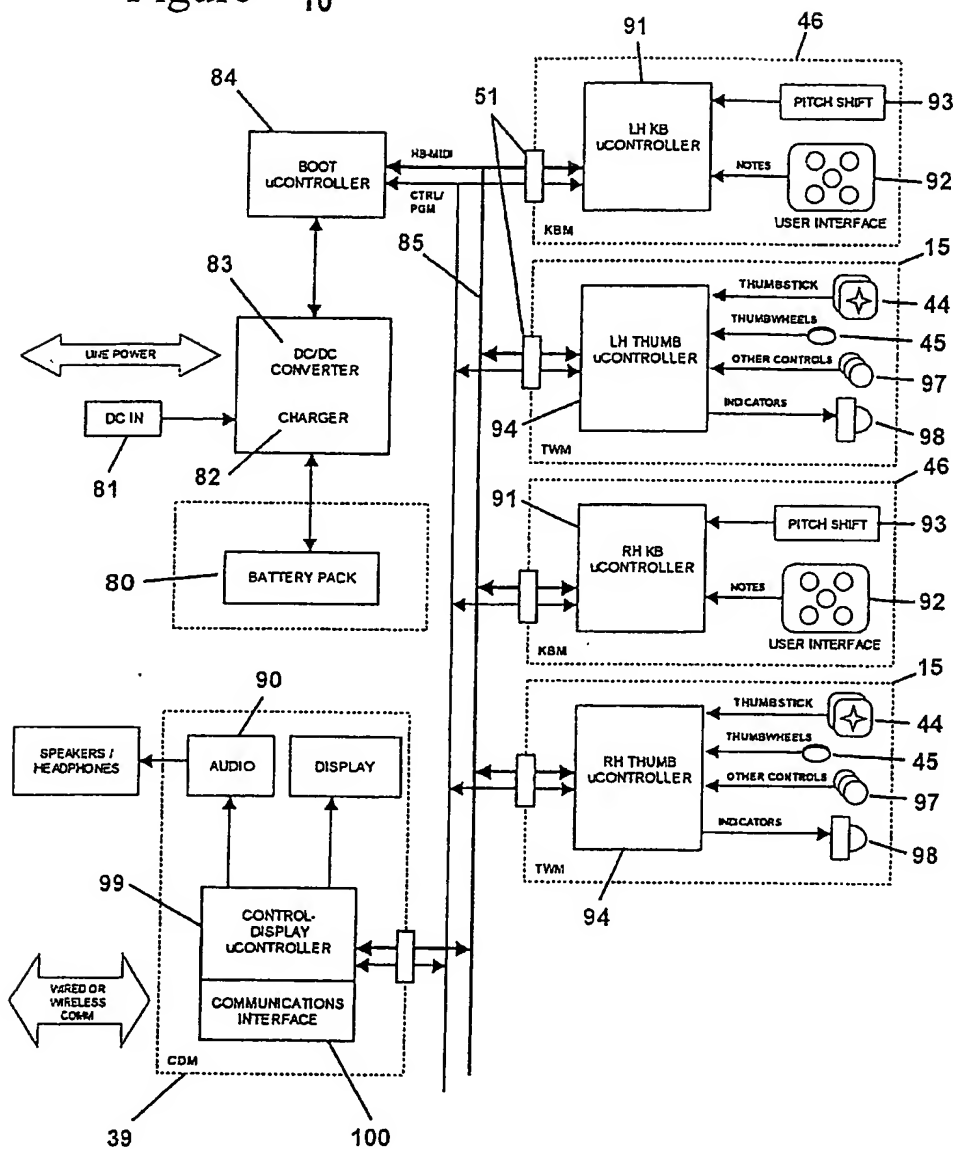 Figure 10
84
BOOT
uCONTROLLER
HB-MIDI
CTRL/
PGM
85
51
83
DC/DC
CONVERTER
CHARGER
82
LINE POWER
DC IN
81
80
BATTERY PACK
91
46
LH KB
uCONTROLLER
PITCH SHIFT
93
NOTES
92
USER INTERFACE
KBM
15
LH THUMB
uCONTROLLER
THUMBSTICK
44
THUMBWHEELS
45
OTHER CONTROLS
97
INDICATORS
98
94
TWM
46
91
RH KB
uCONTROLLER
PITCH SHIFT
93
NOTES
92
USER INTERFACE
KBM
15
RH THUMB
uCONTROLLER
THUMBSTICK
44
THUMBWHEELS
45
OTHER CONTROLS
97
INDICATORS
98
TWM
94
90
SPEAKERS /
HEADPHONES
AUDIO
DISPLAY
99
CONTROL-
DISPLAY
uCONTROLLER
COMMUNICATIONS
INTERFACE
WIRED OR
WIRELESS
COMM
CDM
39
100